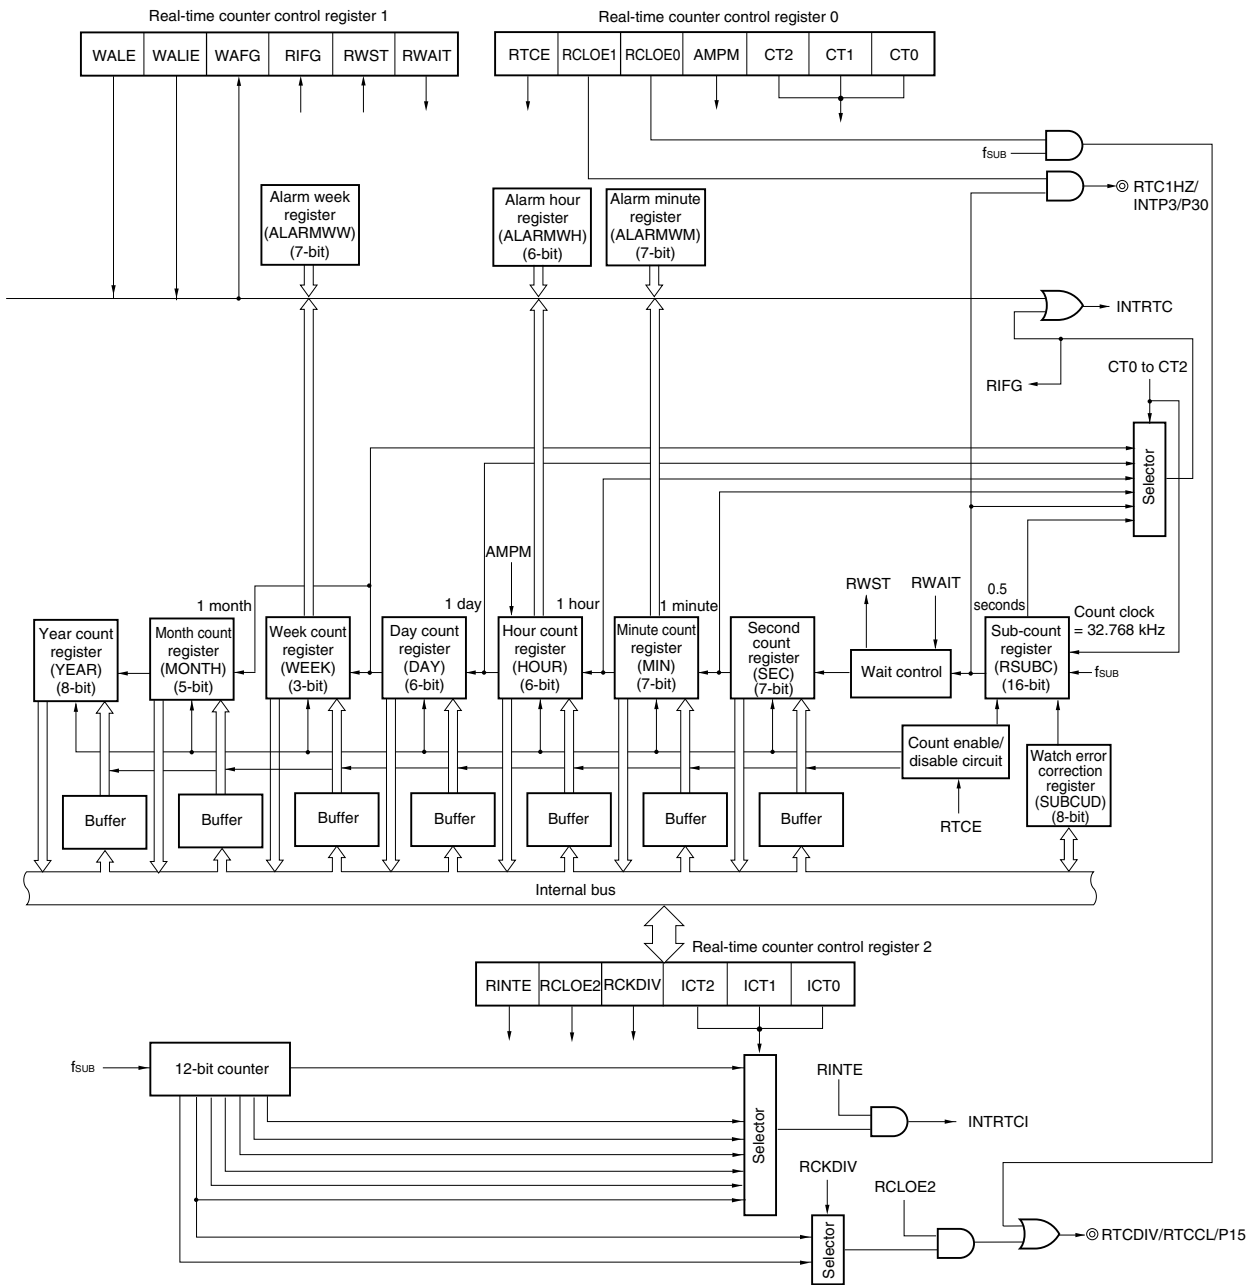 Real-time counter control register 1
Real-time counter control register 0
WALE WALIE WAFG RIFG RWST RWAIT
RTCE RCLOE1 RCLOE0 AMPM CT2 CT1 CT0
fSUB
RTC1HZ/
INTP3/P30
Alarm week
register
(ALARMWW)
(7-bit)
Alarm hour
register
(ALARMWH)
(6-bit)
Alarm minute
register
(ALARMWM)
(7-bit)
INTRTC
RIFG
CT0 to CT2
Selector
AMPM
RWST
RWAIT
0.5
seconds
Count clock
= 32.768 kHz
1 month
1 day
1 hour
1 minute
Year count
register
(YEAR)
(8-bit)
Month count
register
(MONTH)
(5-bit)
Week count
register
(WEEK)
(3-bit)
Day count
register
(DAY)
(6-bit)
Hour count
register
(HOUR)
(6-bit)
Minute count
register
(MIN)
(7-bit)
Second
count
register
(SEC)
(7-bit)
Wait control
Sub-count
register
(RSUBC)
(16-bit)
fSUB
Count enable/
disable circuit
RTCE
Watch error
correction
register
(SUBCUD)
(8-bit)
Buffer
Buffer
Buffer
Buffer
Buffer
Buffer
Buffer
Internal bus
Real-time counter control register 2
RINTE RCLOE2 RCKDIV ICT2 ICT1 ICT0
fSUB
12-bit counter
Selector
RINTE
INTRTCI
RCKDIV
Selector
RCLOE2
RTCDIV/RTCCL/P15